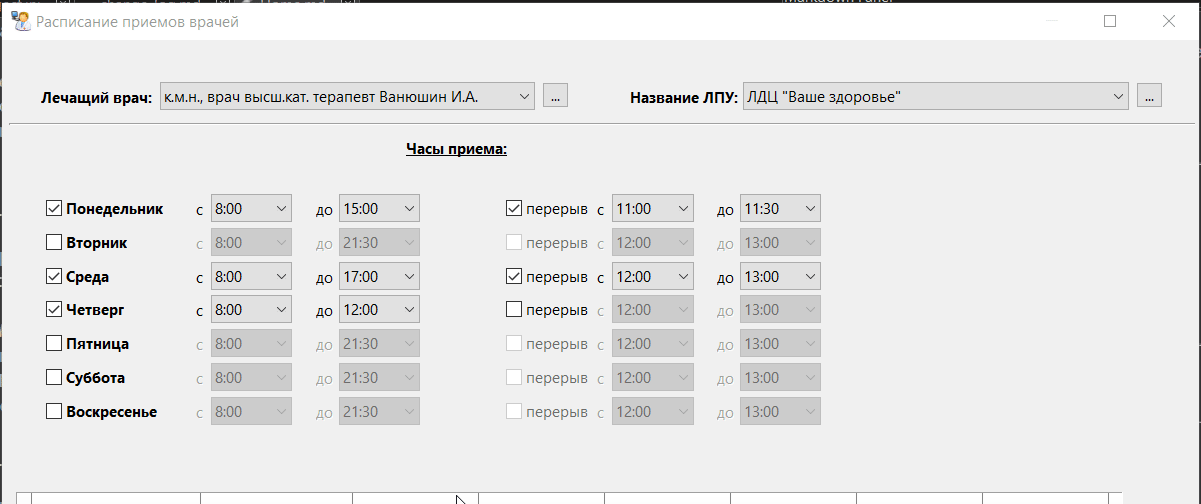 Расписание приемов врачей
Лечащий врач: к.м.н., врач высш.кат. терапевт Ванюшин И.А. ... Название ЛПУ: ЛДЦ "Ваше здоровье" ...
Часы приема:
Понедельник с 8:00 до 15:00 перерыв с 11:00 до 11:30
Вторник с 8:00 до 21:30 перерыв с 12:00 до 13:00
Среда с 8:00 до 17:00 перерыв с 12:00 до 13:00
Четверг с 8:00 до 12:00 перерыв с 12:00 до 13:00
Пятница с 8:00 до 21:30 перерыв с 12:00 до 13:00
Суббота с 8:00 до 21:30 перерыв с 12:00 до 13:00
Воскресенье с 8:00 до 21:30 перерыв с 12:00 до 13:00